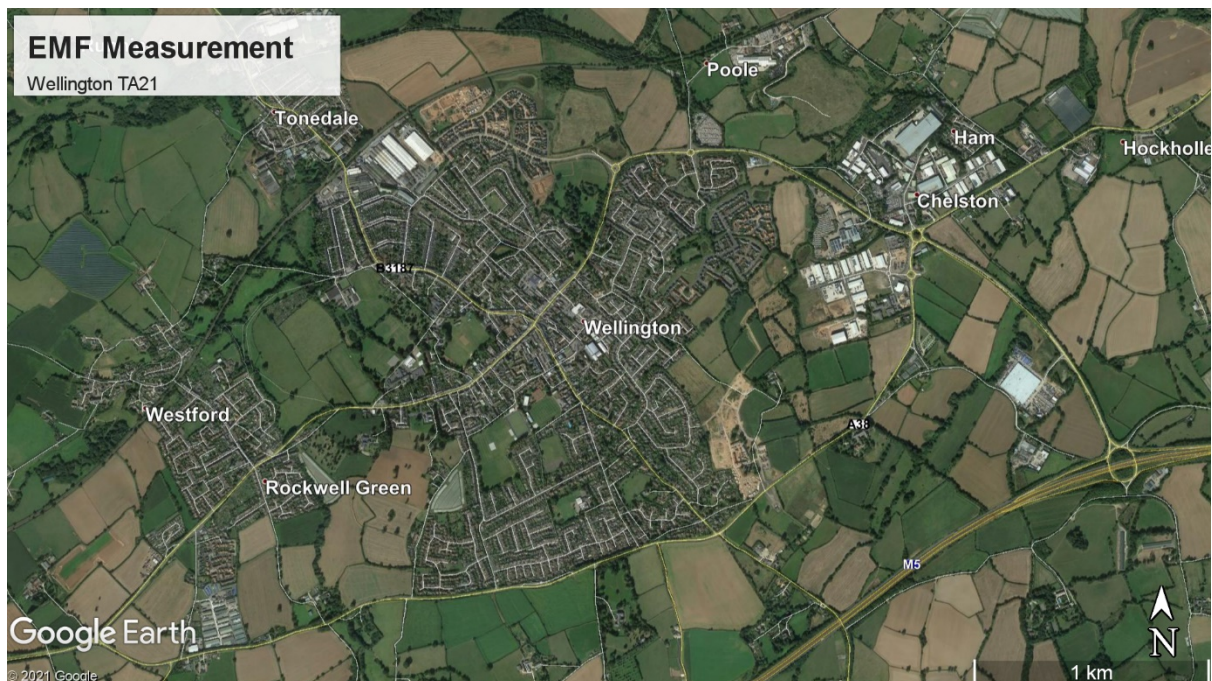 EMF Measurement
Wellington TA21
Poole
Tonedale
Ham
Hockholle
Chelston
B3187
Wellington
Westford
A38
Rockwell Green
M5
Google Earth
N
1 km
© 2021 Google